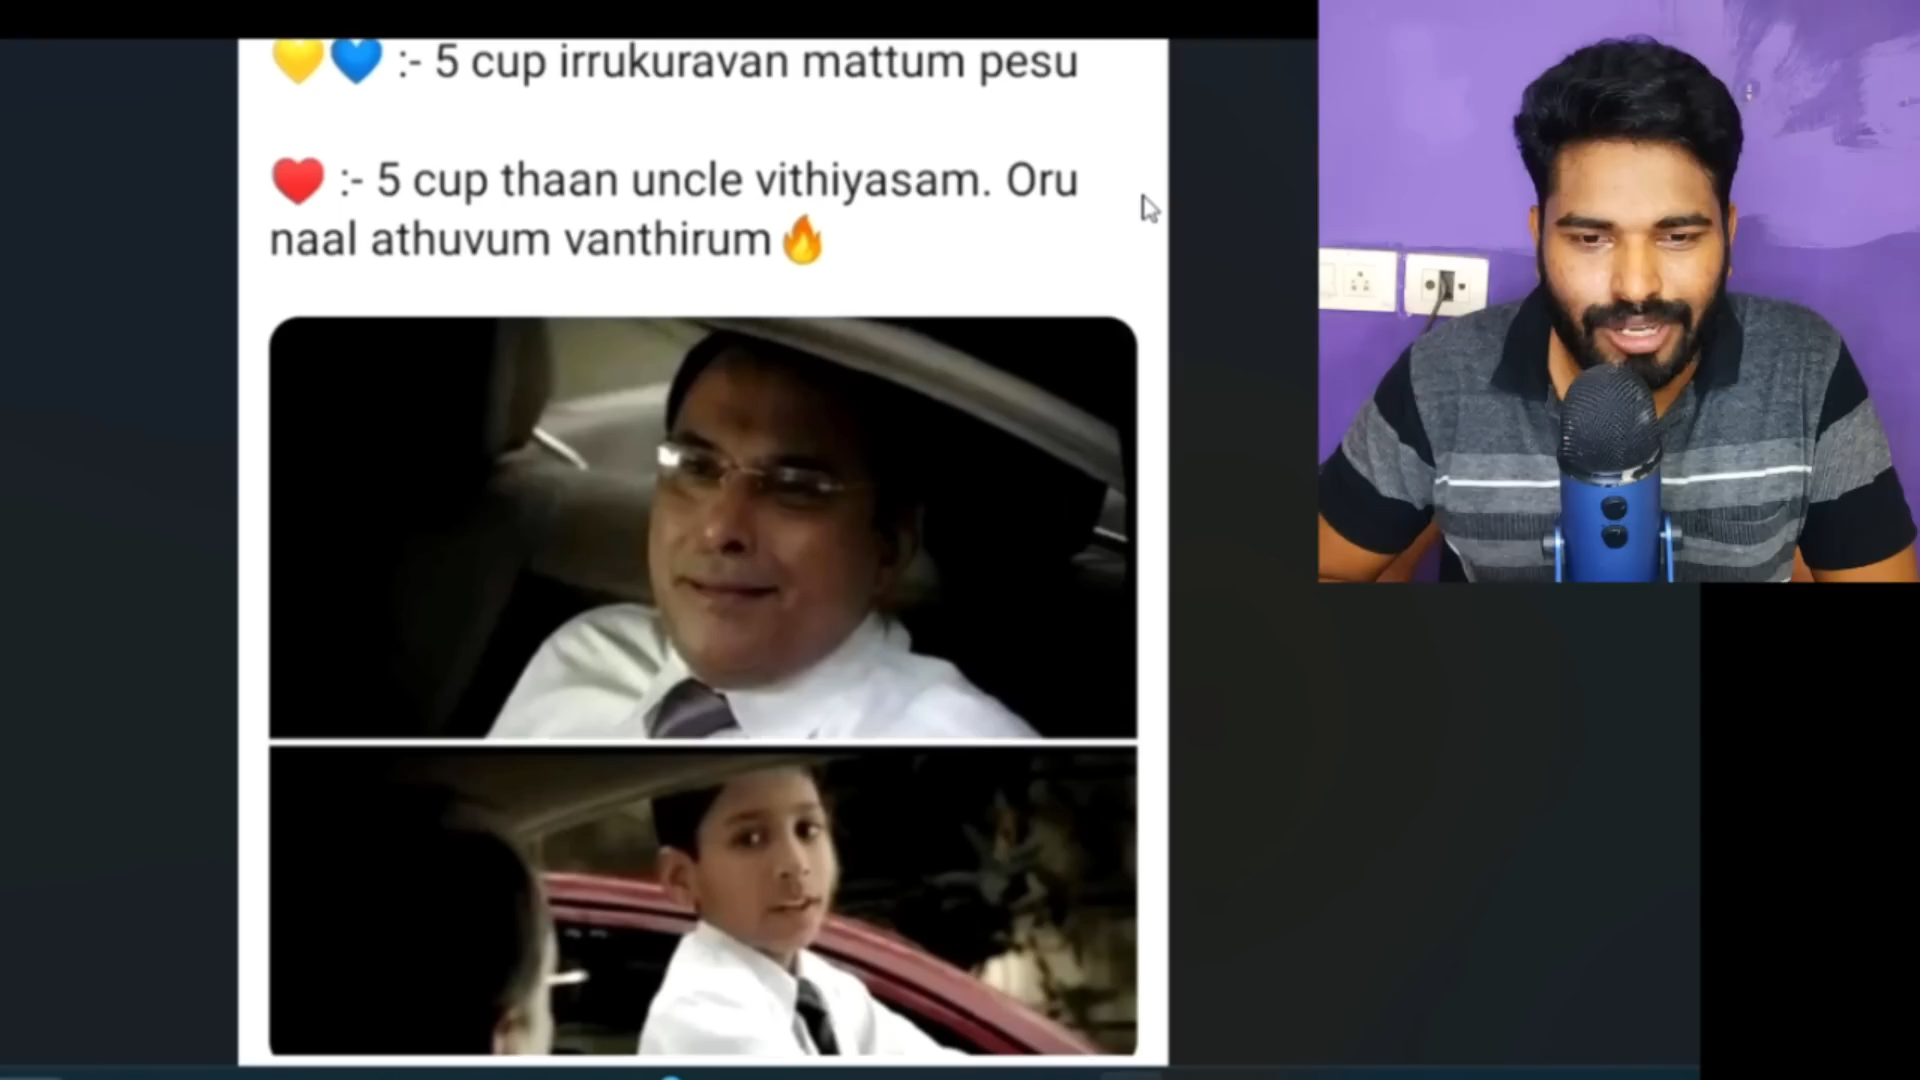 💛💙 :- 5 cup irrukuravan mattum pesu
♥️ :- 5 cup thaan uncle vithiyasam. Oru
naal athuvum vanthirum🔥